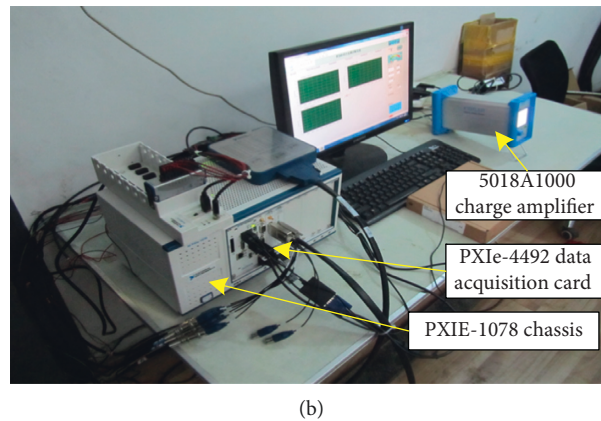 5018A1000
charge amplifier
PXIe-4492 data
acquisition card
PXIE-1078 chassis
(b)